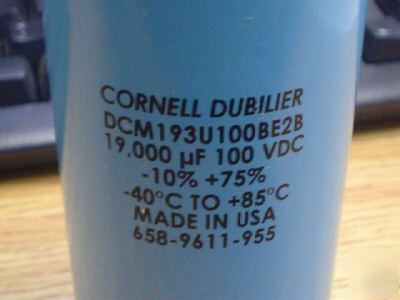 CORNELL DUBILIER
DCM193U100BE2B
19,000 µF 100 VDC
-10% +75%
-40°C TO +85°C
MADE IN USA
658-9611-955